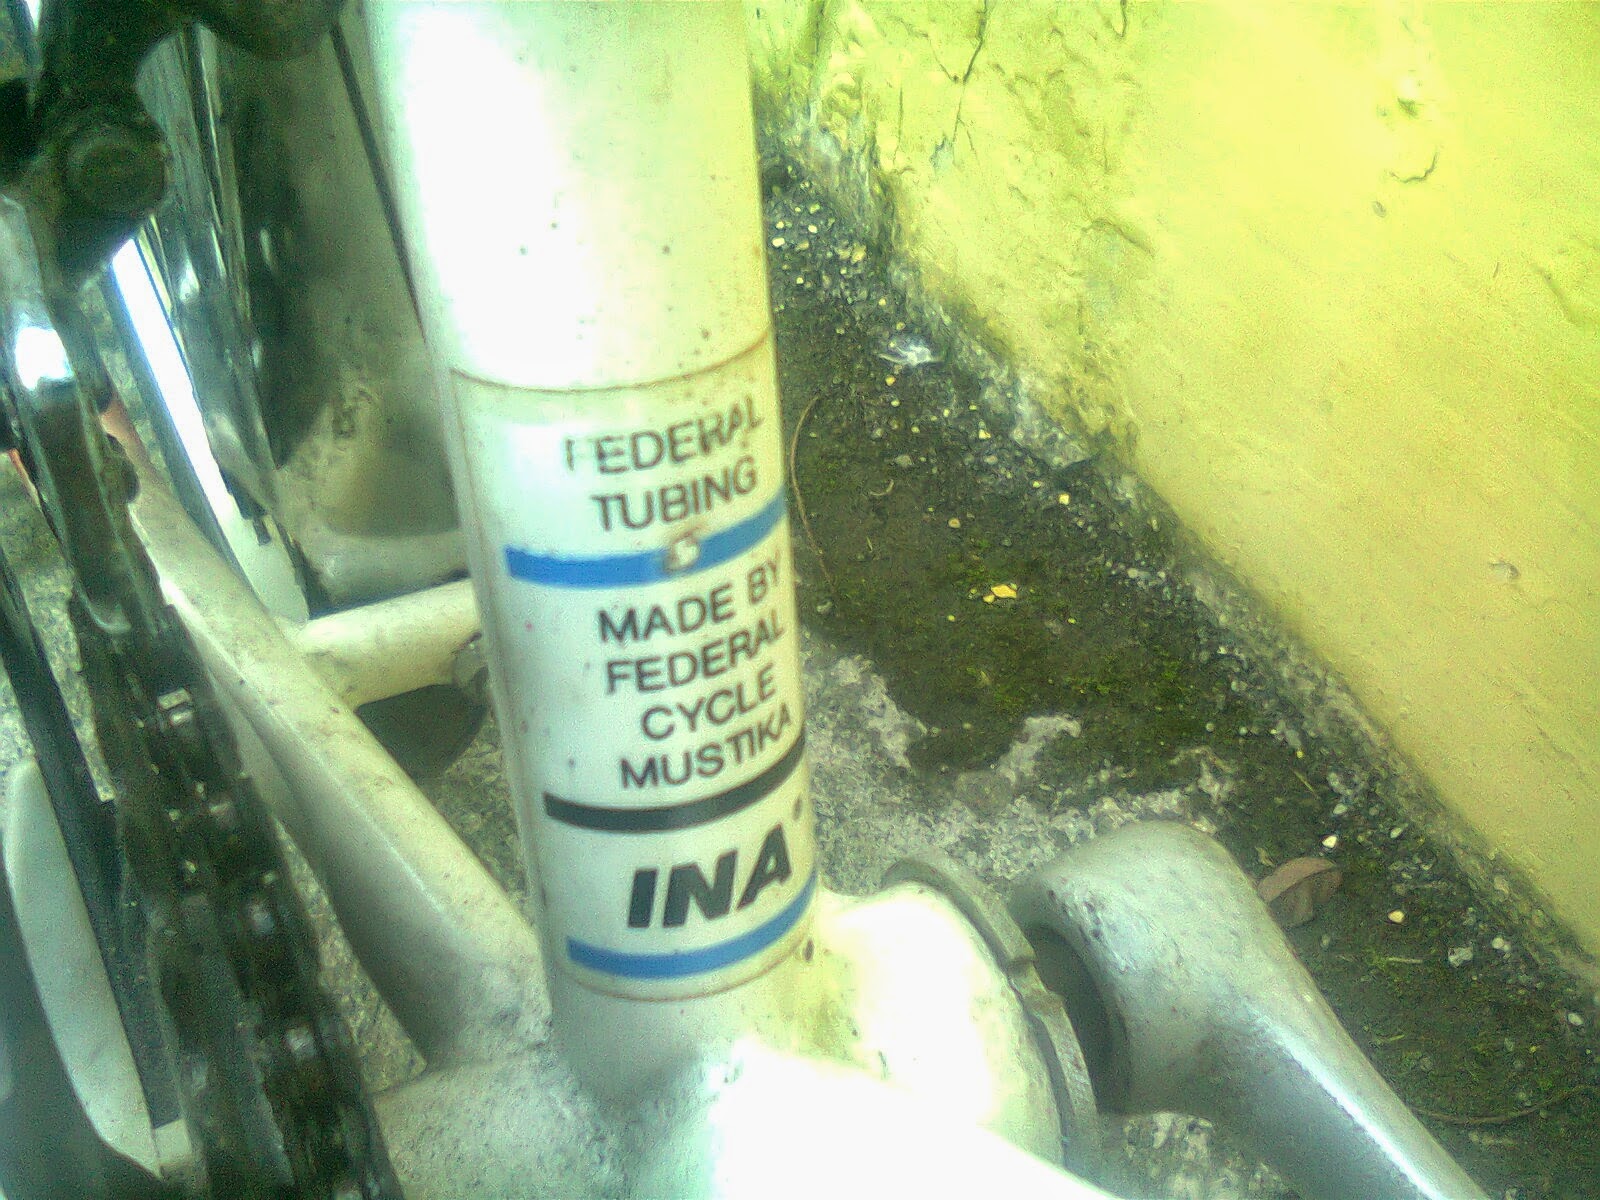 FEDERAL
TUBING
MADE BY
FEDERAL
CYCLE
MUSTIKA
INA